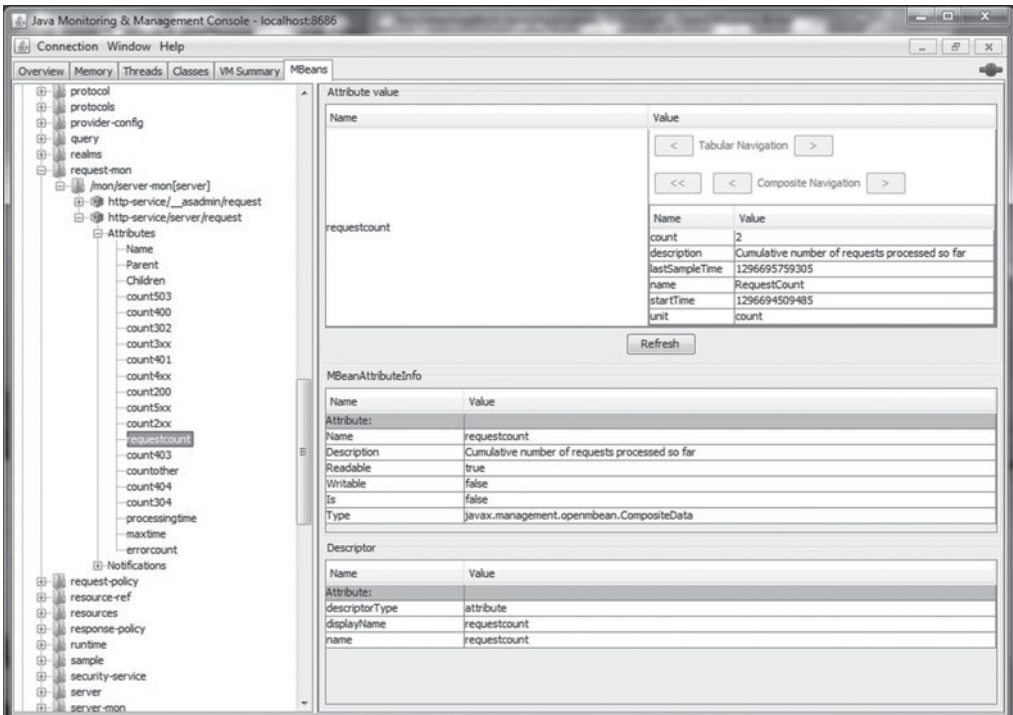 Java Monitoring & Management Console - localhost:8686
Connection Window Help
Overview Memory Threads Classes VM Summary MBeans
protocol
protocols
provider-config
query
realms
request-mon
/mon/server-mon[server]
http-service/__asadmin/request
http-service/server/request
Attributes
Name
Parent
Children
count503
count400
count302
count3xx
count401
count4xx
count200
count5xx
count2xx
requestcount
count403
countother
count404
count304
processingtime
maxtime
errorcount
Notifications
request-policy
resource-ref
resources
response-policy
runtime
sample
security-service
server
server-mon
Attribute value
Name Value
requestcount
< Tabular Navigation >
<< < Composite Navigation >
Name Value
count 2
description Cumulative number of requests processed so far
lastSampleTime 1296695759305
name RequestCount
startTime 1296694509485
unit count
Refresh
MBeanAttributeInfo
Name Value
Attribute:
Name requestcount
Description Cumulative number of requests processed so far
Readable true
Writable false
Is false
Type javax.management.openmbean.CompositeData
Descriptor
Name Value
Attribute:
descriptorType attribute
displayName requestcount
name requestcount